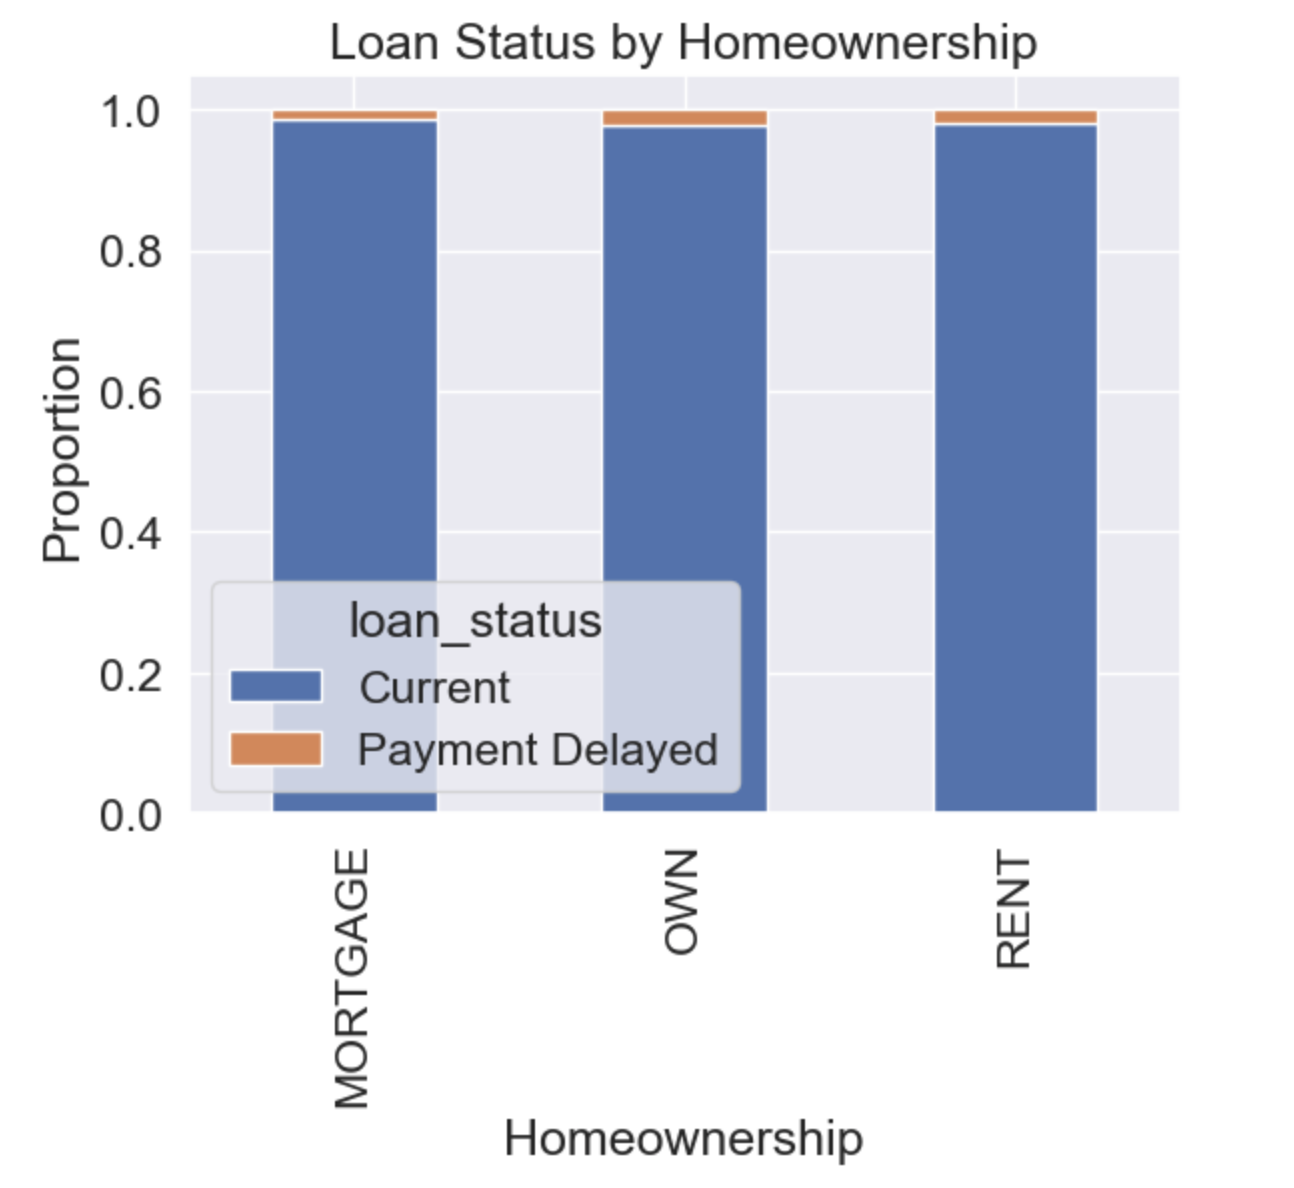 Loan Status by Homeownership
1.0
0.8
0.6
0.4
0.2
0.0
Proportion
loan_status
Current
Payment Delayed
MORTGAGE
OWN
RENT
Homeownership